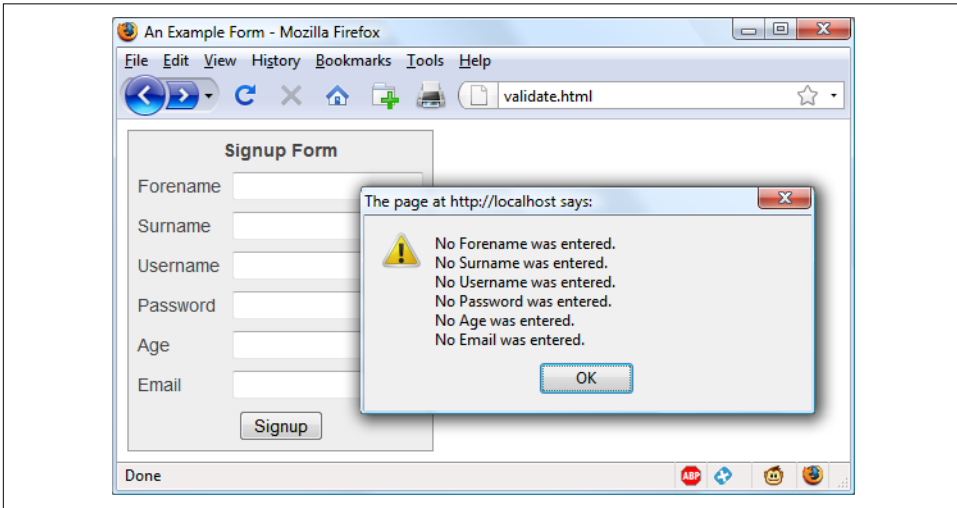 An Example Form - Mozilla Firefox
File Edit View History Bookmarks Tools Help
validate.html
Signup Form
Forename
Surname
Username
Password
Age
Email
Signup
The page at http://localhost says:
No Forename was entered.
No Surname was entered.
No Username was entered.
No Password was entered.
No Age was entered.
No Email was entered.
OK
Done
ABP